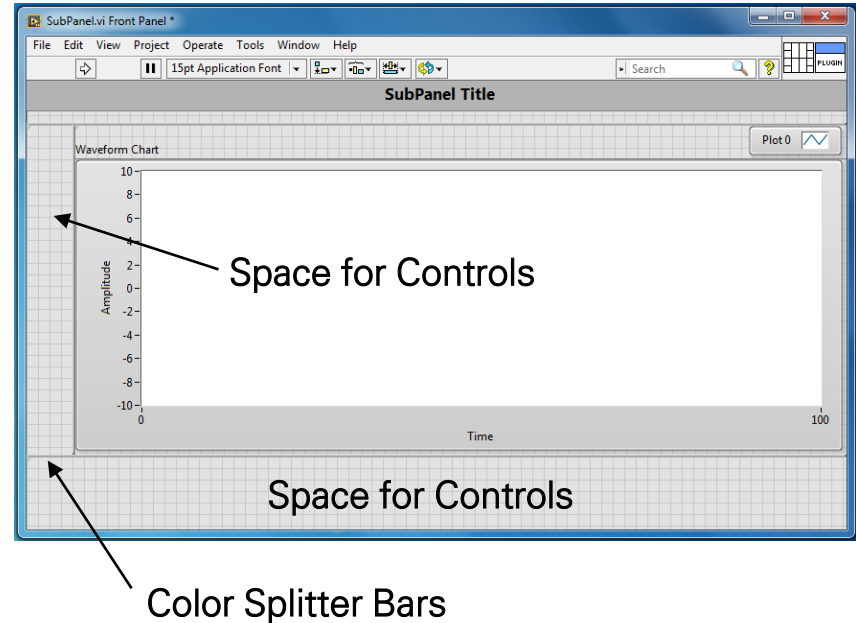 SubPanel.vi Front Panel *
File Edit View Project Operate Tools Window Help
15pt Application Font
Search
?
PLUGIN
SubPanel Title
Waveform Chart
Plot 0
10
8
6
4
2
0
-2
-4
-6
-8
-10
Amplitude
0
100
Time
Space for Controls
Space for Controls
Color Splitter Bars